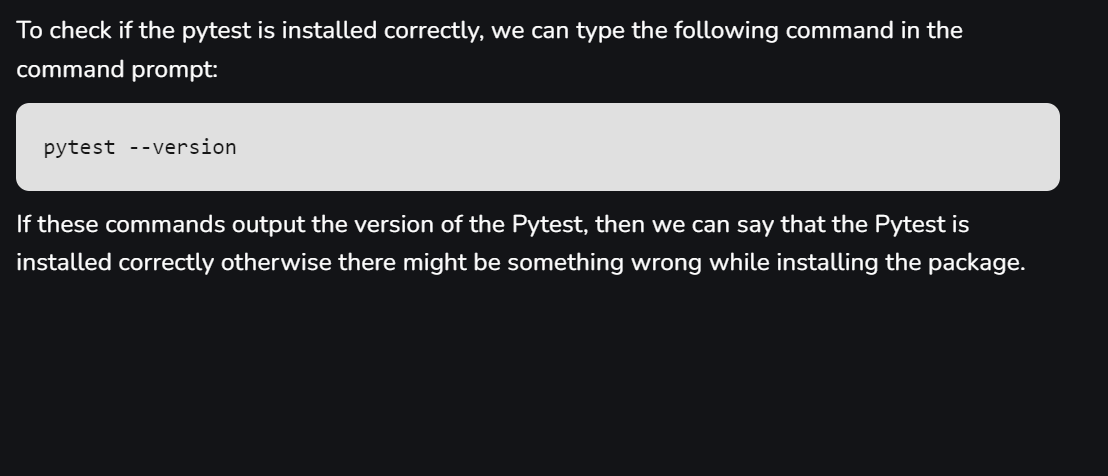 To check if the pytest is installed correctly, we can type the following command in the
command prompt:
pytest --version
If these commands output the version of the Pytest, then we can say that the Pytest is
installed correctly otherwise there might be something wrong while installing the package.